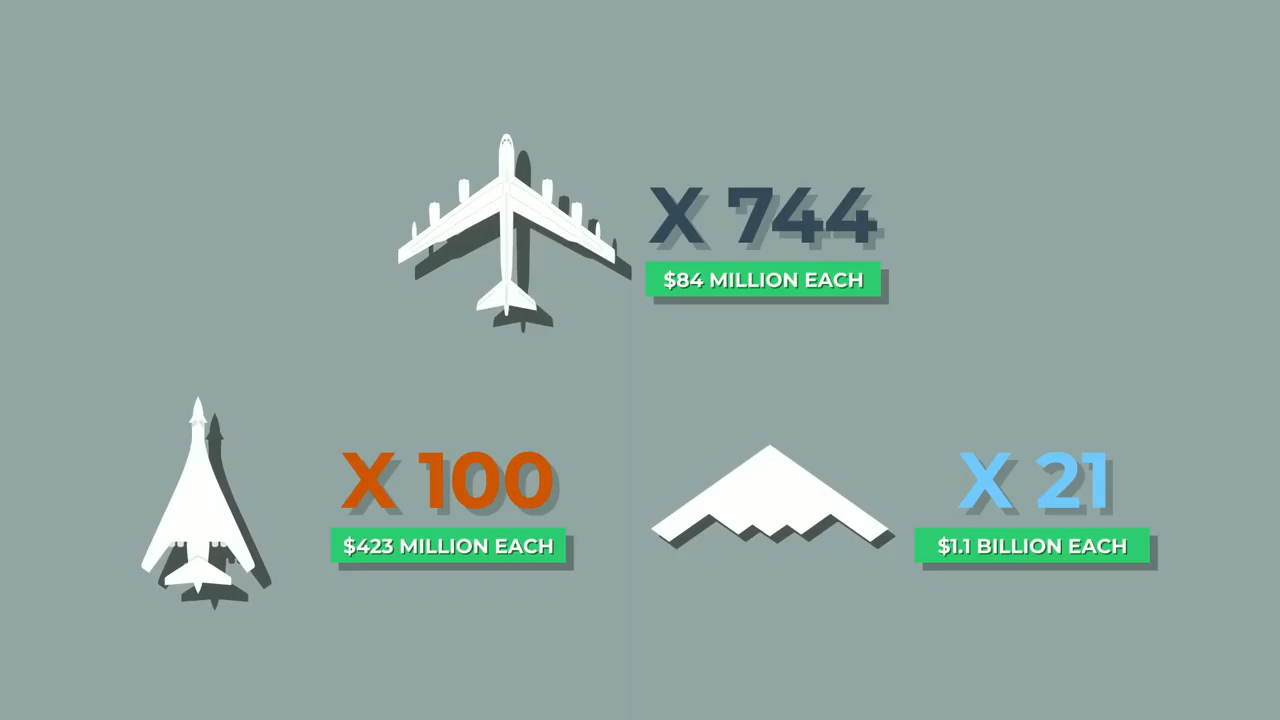 X 744
$84 MILLION EACH
X 100
$423 MILLION EACH
X 21
$1.1 BILLION EACH